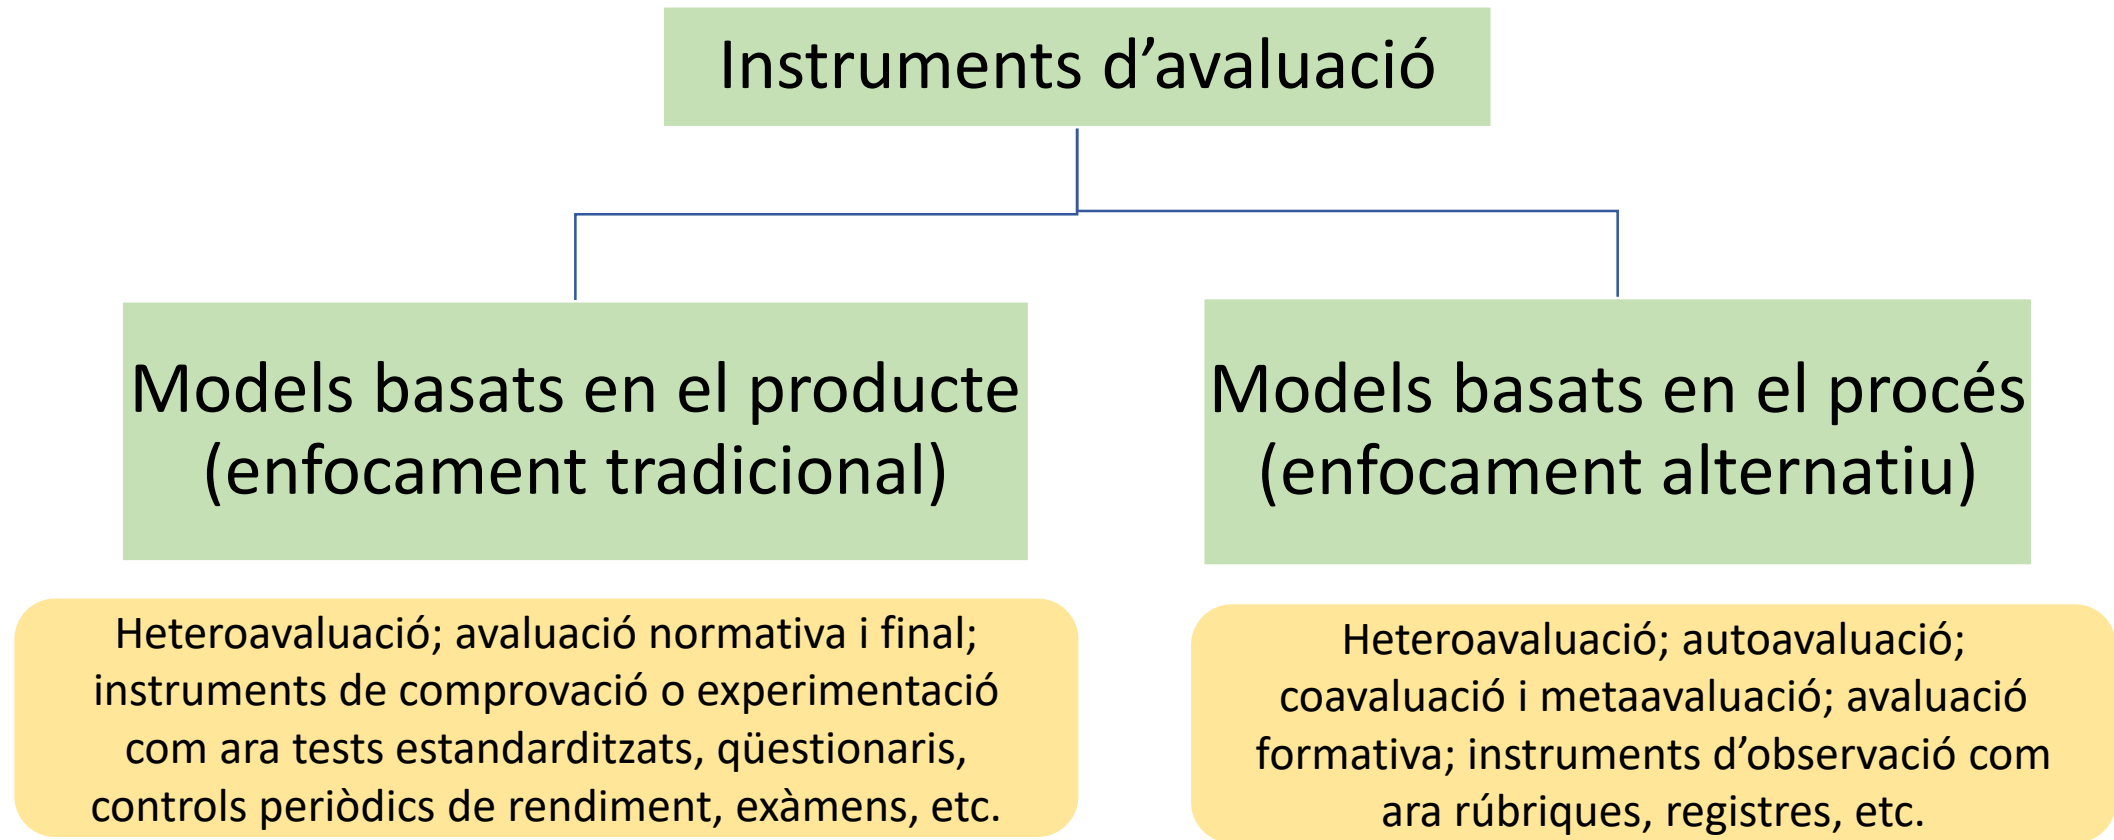 Instruments d’avaluació
Models basats en el producte
(enfocament tradicional)
Models basats en el procés
(enfocament alternatiu)
Heteroavaluació; avaluació normativa i final;
instruments de comprovació o experimentació
com ara tests estandarditzats, qüestionaris,
controls periòdics de rendiment, exàmens, etc.
Heteroavaluació; autoavaluació;
coavaluació i metaavaluació; avaluació
formativa; instruments d’observació com
ara rúbriques, registres, etc.